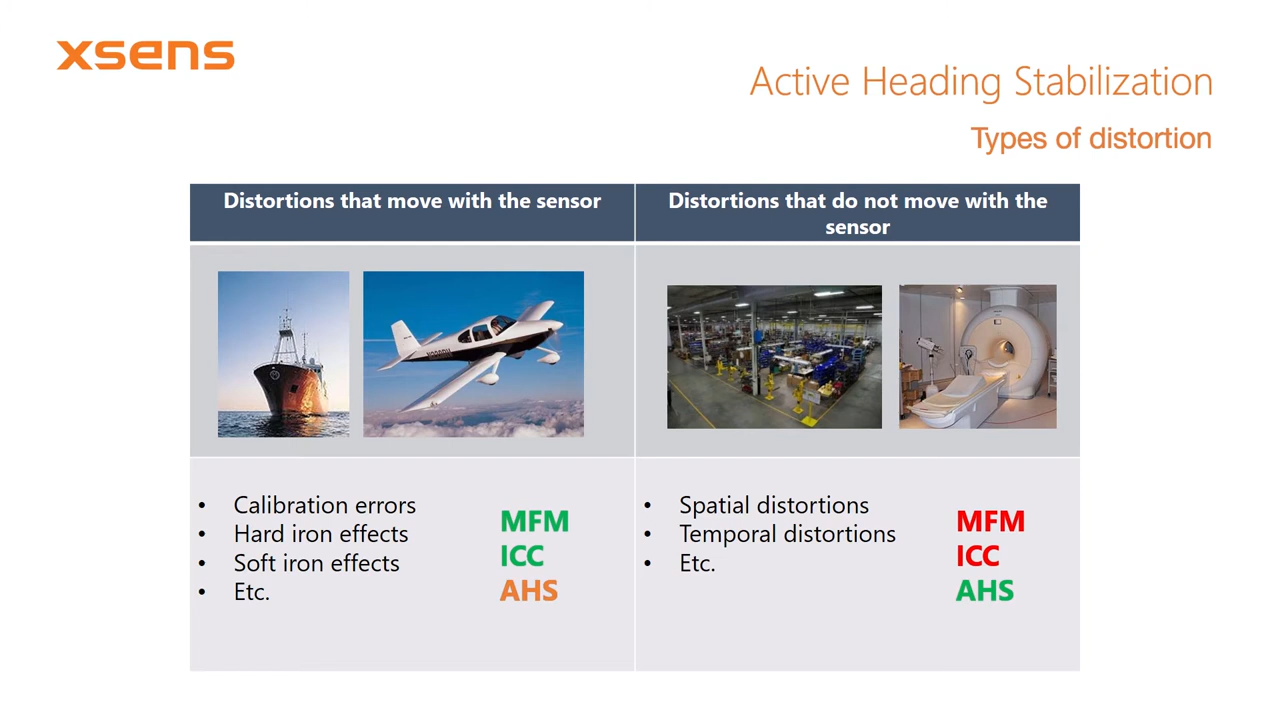 xsens
Active Heading Stabilization
Types of distortion
Distortions that move with the sensor
Distortions that do not move with the
sensor
• Calibration errors
• Hard iron effects
• Soft iron effects
• Etc.
MFM
ICC
AHS
• Spatial distortions
• Temporal distortions
• Etc.
MFM
ICC
AHS